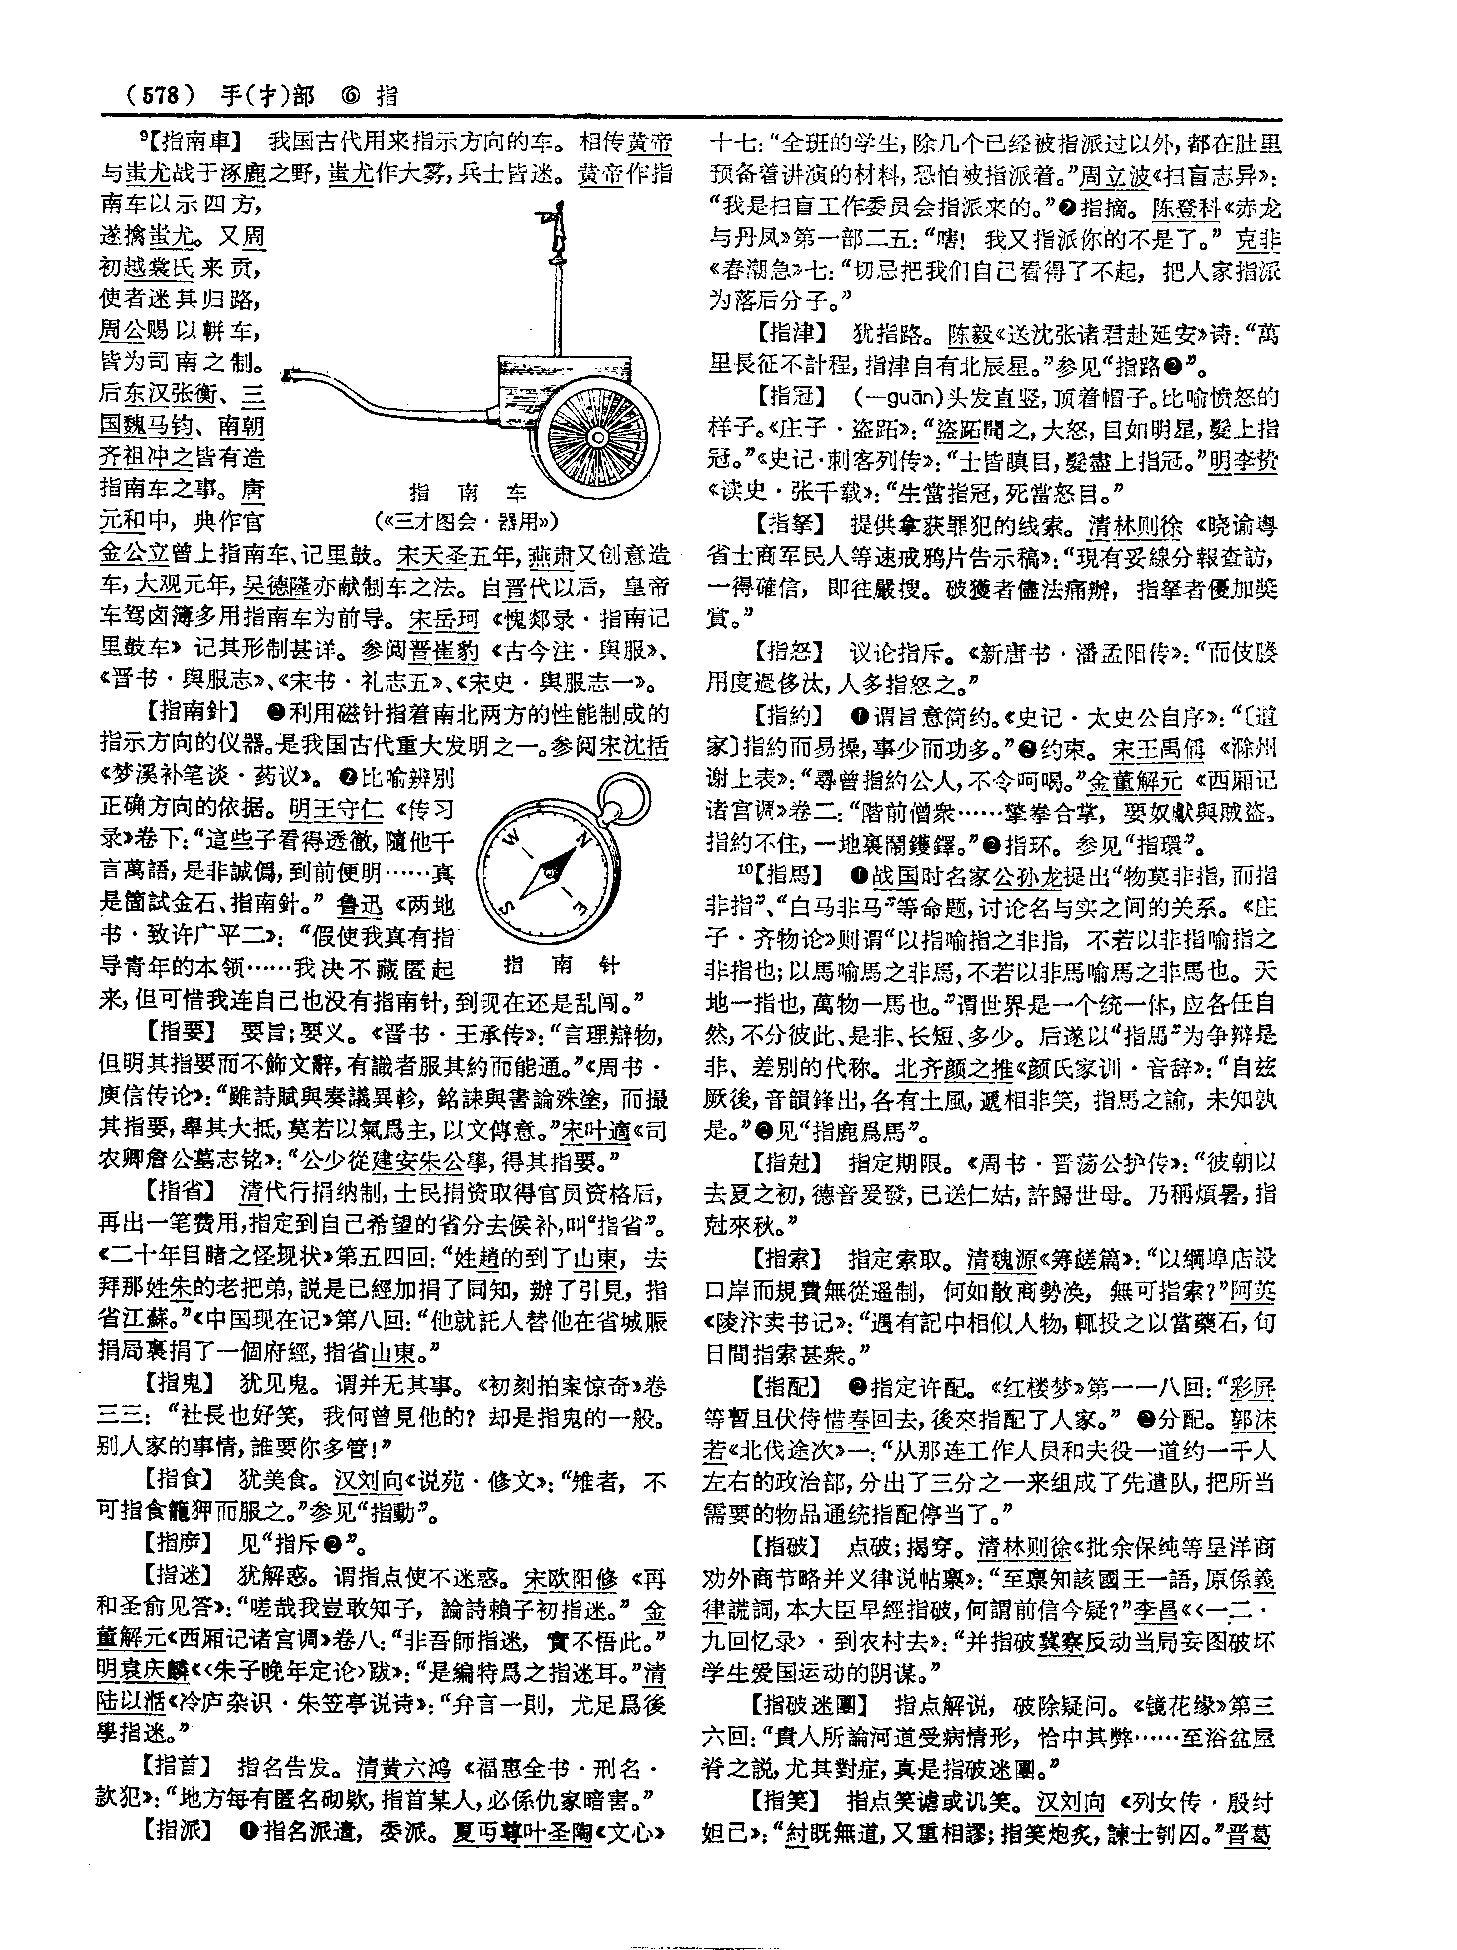 (578) 手(扌)部 ⑥ 指
⁹【指南車】 我国古代用来指示方向的车。相传黄帝
与蚩尤战于涿鹿之野，蚩尤作大雾，兵士皆迷。黄帝作指
南车以示四方，
遂擒蚩尤。又周
初越裳氏来贡，
使者迷其归路，
周公赐以軿车，
皆为司南之制。
后东汉张衡、三
国魏马钧、南朝
齐祖冲之皆有造
指南车之事。唐
元和中，典作官
指 南 车
(《三才图会·器用》)
金公立曾上指南车、记里鼓。宋天圣五年，燕肃又创意造
车，大观元年，吴德隆亦献制车之法。自晋代以后，皇帝
车驾卤簿多用指南车为前导。宋岳珂《愧郯录·指南记
里鼓车》记其形制甚详。参阅晋崔豹《古今注·舆服》、
《晋书·舆服志》、《宋书·礼志五》、《宋史·舆服志一》。
【指南針】 ❶利用磁针指着南北两方的性能制成的
指示方向的仪器。是我国古代重大发明之一。参阅宋沈括
《梦溪补笔谈·药议》。❷比喻辨别
正确方向的依据。明王守仁《传习
录》卷下：“這些子看得透徹，隨他千
言萬語，是非誠僞，到前便明……真
是箇試金石、指南針。”鲁迅《两地
书·致许广平二》：“假使我真有指
导青年的本领……我决不藏匿起
W N S E
指 南 针
来，但可惜我连自己也没有指南针，到现在还是乱闯。”
【指要】 要旨；要义。《晋书·王承传》：“言理辯物，
但明其指要而不飾文辭，有識者服其約而能通。”《周书·
庾信传论》：“雖詩賦與奏議異軫，銘誄與書論殊塗，而撮
其指要，舉其大抵，莫若以氣爲主，以文傳意。”宋叶適《司
农卿詹公墓志铭》：“公少從建安朱公學，得其指要。”
【指省】 清代行捐纳制，士民捐资取得官员资格后，
再出一笔费用，指定到自己希望的省分去候补，叫“指省”。
《二十年目睹之怪现状》第五四回：“姓趙的到了山東，去
拜那姓朱的老把弟，説是已經加捐了同知，辦了引見，指
省江蘇。”《中国现在记》第八回：“他就託人替他在省城賑
捐局裏捐了一個府經，指省山東。”
【指鬼】 犹见鬼。谓并无其事。《初刻拍案惊奇》卷
三三：“社長也好笑，我何曾見他的？却是指鬼的一般。
别人家的事情，誰要你多管！”
【指食】 犹美食。汉刘向《说苑·修文》：“雉者，不
可指食籠狎而服之。”参见“指動”。
【指㡿】 见“指斥❷”。
【指迷】 犹解惑。谓指点使不迷惑。宋欧阳修《再
和圣俞见答》：“嗟哉我豈敢知子，論詩賴子初指迷。”金
董解元《西厢记诸宫调》卷八：“非吾師指迷，實不悟此。”
明袁庆麟《〈朱子晚年定论〉跋》：“是編特爲之指迷耳。”清
陆以湉《冷庐杂识·朱笠亭说诗》：“弁言一則，尤足爲後
學指迷。”
【指首】 指名告发。清黄六鸿《福惠全书·刑名·
款犯》：“地方每有匿名砌欵，指首某人，必係仇家暗害。”
【指派】 ❶指名派遣，委派。夏丏尊叶圣陶《文心》
十七：“全班的学生，除几个已经被指派过以外，都在肚里
预备着讲演的材料，恐怕被指派着。”周立波《扫盲志异》：
“我是扫盲工作委员会指派来的。”❷指摘。陈登科《赤龙
与丹凤》第一部二五：“嗐！我又指派你的不是了。”克非
《春潮急》七：“切忌把我们自己看得了不起，把人家指派
为落后分子。”
【指津】 犹指路。陈毅《送沈张诸君赴延安》诗：“萬
里長征不計程，指津自有北辰星。”参见“指路❷”。
【指冠】 (—guān)头发直竖，顶着帽子。比喻愤怒的
样子。《庄子·盗跖》：“盗跖聞之，大怒，目如明星，髮上指
冠。”《史记·刺客列传》：“士皆瞋目，髮盡上指冠。”明李贽
《读史·张千载》：“生當指冠，死當怒目。”
【指拏】 提供拿获罪犯的线索。清林则徐《晓谕粤
省士商军民人等速戒鸦片告示稿》：“現有妥線分報查訪，
一得確信，即往嚴搜。破獲者儘法痛辦，指拏者優加奬
賞。”
【指怒】 议论指斥。《新唐书·潘孟阳传》：“而伎媵
用度過侈汰，人多指怒之。”
【指約】 ❶谓旨意简约。《史记·太史公自序》：“〔道
家〕指約而易操，事少而功多。”❷约束。宋王禹偁《滁州
谢上表》：“尋曾指約公人，不令呵喝。”金董解元《西厢记
诸宫调》卷二：“階前僧衆……擎拳合掌，要奴獻與賊盗，
指約不住，一地裏鬧鑊鐸。”❸指环。参见“指環”。
¹⁰【指馬】 ❶战国时名家公孙龙提出“物莫非指，而指
非指”、“白马非马”等命题，讨论名与实之间的关系。《庄
子·齐物论》则谓“以指喻指之非指，不若以非指喻指之
非指也；以馬喻馬之非馬，不若以非馬喻馬之非馬也。天
地一指也，萬物一馬也。”谓世界是一个统一体，应各任自
然，不分彼此、是非、长短、多少。后遂以“指馬”为争辩是
非、差别的代称。北齐颜之推《颜氏家训·音辞》：“自兹
厥後，音韻鋒出，各有土風，遞相非笑，指馬之諭，未知孰
是。”❷见“指鹿爲馬”。
【指尅】 指定期限。《周书·晋荡公护传》：“彼朝以
去夏之初，德音爰發，已送仁姑，許歸世母。乃稱煩暑，指
尅來秋。”
【指索】 指定索取。清魏源《筹鹾篇》：“以綱埠店設
口岸而規費無從遥制，何如散商勢涣，無可指索？”阿英
《陵汴卖书记》：“遇有記中相似人物，輒投之以當藥石，旬
日間指索甚衆。”
【指配】 ❶指定许配。《红楼梦》第一一八回：“彩屏
等暫且伏侍惜春回去，後來指配了人家。”❷分配。郭沫
若《北伐途次》一：“从那连工作人员和夫役一道约一千人
左右的政治部，分出了三分之一来组成了先遣队，把所当
需要的物品通统指配停当了。”
【指破】 点破；揭穿。清林则徐《批余保纯等呈洋商
劝外商节略并义律说帖禀》：“至禀知該國王一語，原係義
律謊詞，本大臣早經指破，何謂前信今疑？”李昌《〈一二·
九回忆录〉·到农村去》：“并指破冀察反动当局妄图破坏
学生爱国运动的阴谋。”
【指破迷團】 指点解说，破除疑问。《镜花缘》第三
六回：“貴人所論河道受病情形，恰中其弊……至浴盆屋
脊之説，尤其對症，真是指破迷團。”
【指笑】 指点笑谑或讥笑。汉刘向《列女传·殷纣
妲己》：“紂既無道，又重相謬；指笑炮炙，諫士刳囚。”晋葛